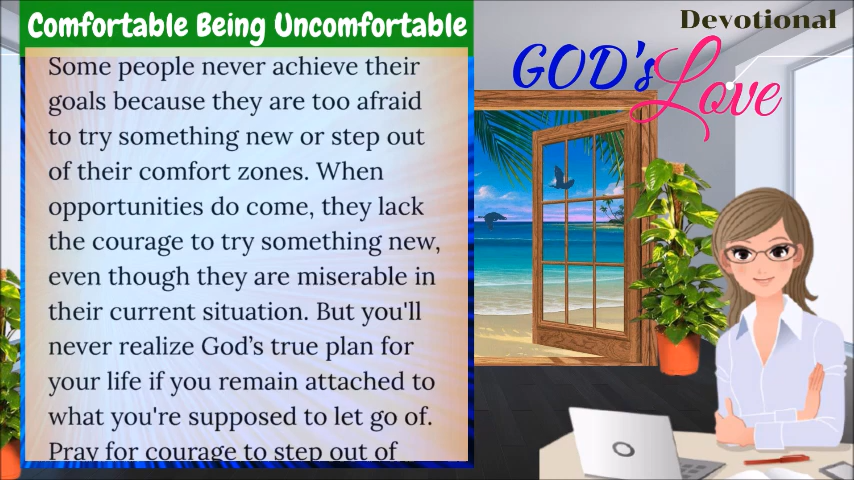 Comfortable Being Uncomfortable
Some people never achieve their
goals because they are too afraid
to try something new or step out
of their comfort zones. When
opportunities do come, they lack
the courage to try something new,
even though they are miserable in
their current situation. But you'll
never realize God’s true plan for
your life if you remain attached to
what you're supposed to let go of.
Pray for courage to step out of
Devotional
GOD's
Love